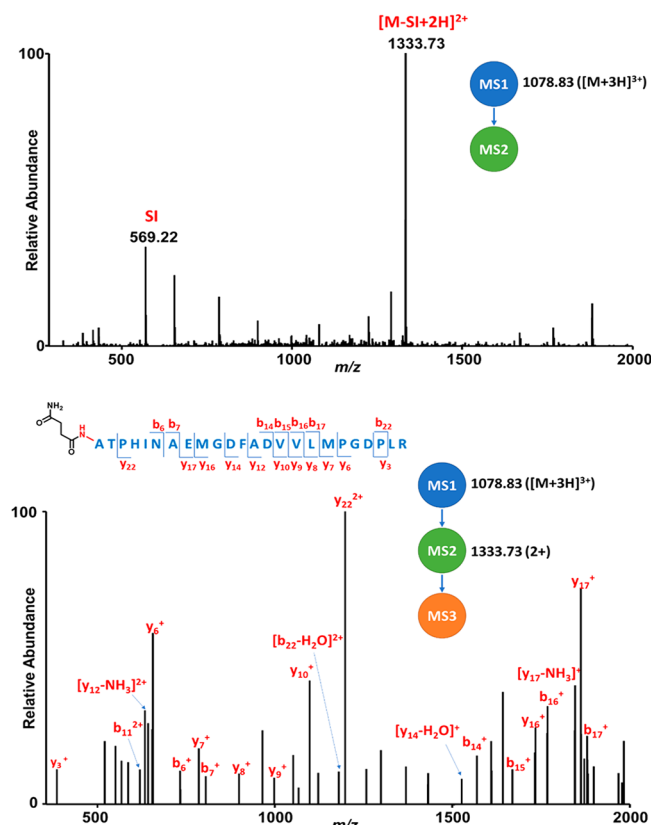 [M-SI+2H]2+
1333.73
100
MS1
1078.83 ([M+3H]3+)
MS2
SI
569.22
Relative Abundance
0
500
1000
1500
2000
m/z
NH2
O
NH
O
b6 b7
b14 b15 b16 b17
b22
A T P H I N A E M G D F A D V V L M P G D P L R
y22
y17 y16
y14
y12
y10 y9 y8 y7 y6
y3
MS1
1078.83 ([M+3H]3+)
MS2
1333.73 (2+)
MS3
100
y22 2+
y17+
y6+
[b22-H2O]2+
y10+
[y12-NH3]2+
[y17-NH3]+
b16+
b11 2+
[y14-H2O]+
y16+
b14+
b17+
y3+
b6+
y7+
b7+
y8+
y9+
b15+
Relative Abundance
0
500
1000
1500
2000
m/z